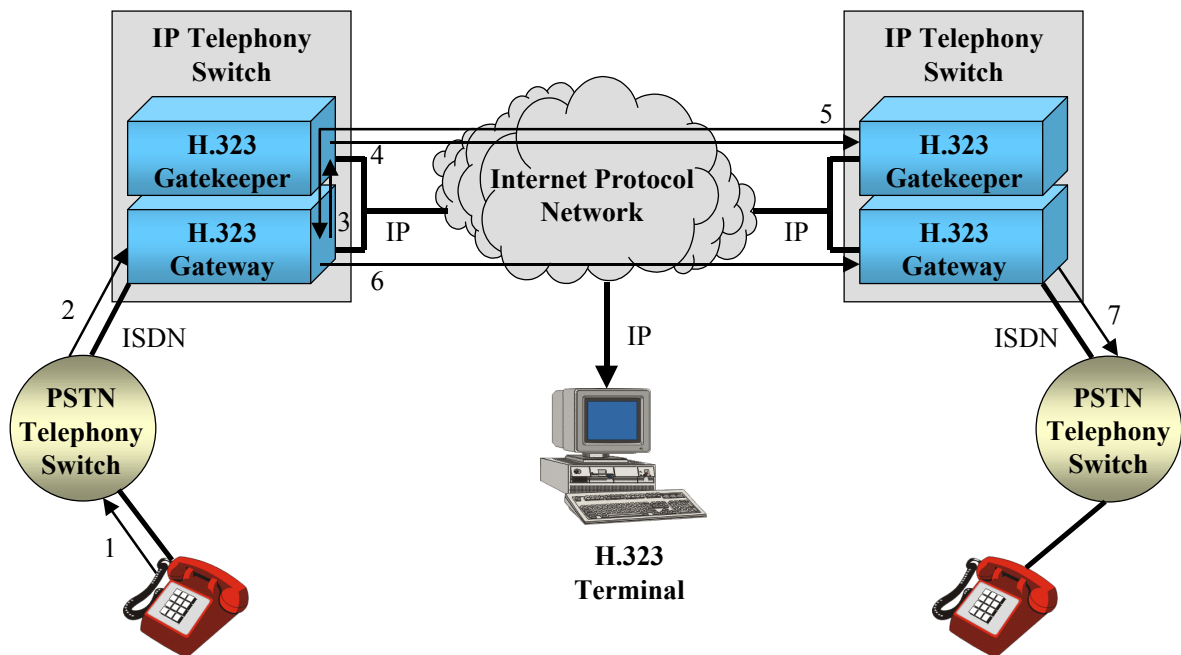 IP Telephony
Switch
H.323
Gatekeeper
H.323
Gateway
3
4
5
6
IP
2
ISDN
PSTN
Telephony
Switch
1
Internet Protocol
Network
IP
H.323
Terminal
IP Telephony
Switch
H.323
Gatekeeper
H.323
Gateway
IP
7
ISDN
PSTN
Telephony
Switch